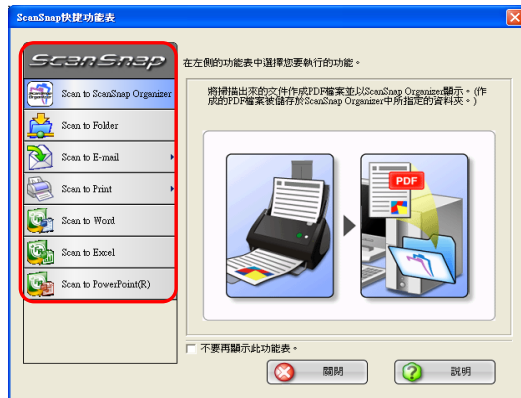 ScanSnap快捷功能表
ScanSnap
在左側的功能表中選擇您要執行的功能。
Scan to ScanSnap Organizer
Scan to Folder
Scan to E-mail
Scan to Print
Scan to Word
Scan to Excel
Scan to PowerPoint(R)
將掃描出來的文件作成PDF檔案並以ScanSnap Organizer顯示。(作
成的PDF檔案被儲存於ScanSnap Organizer中所指定的資料夾。)
PDF
不要再顯示此功能表。
關閉
說明